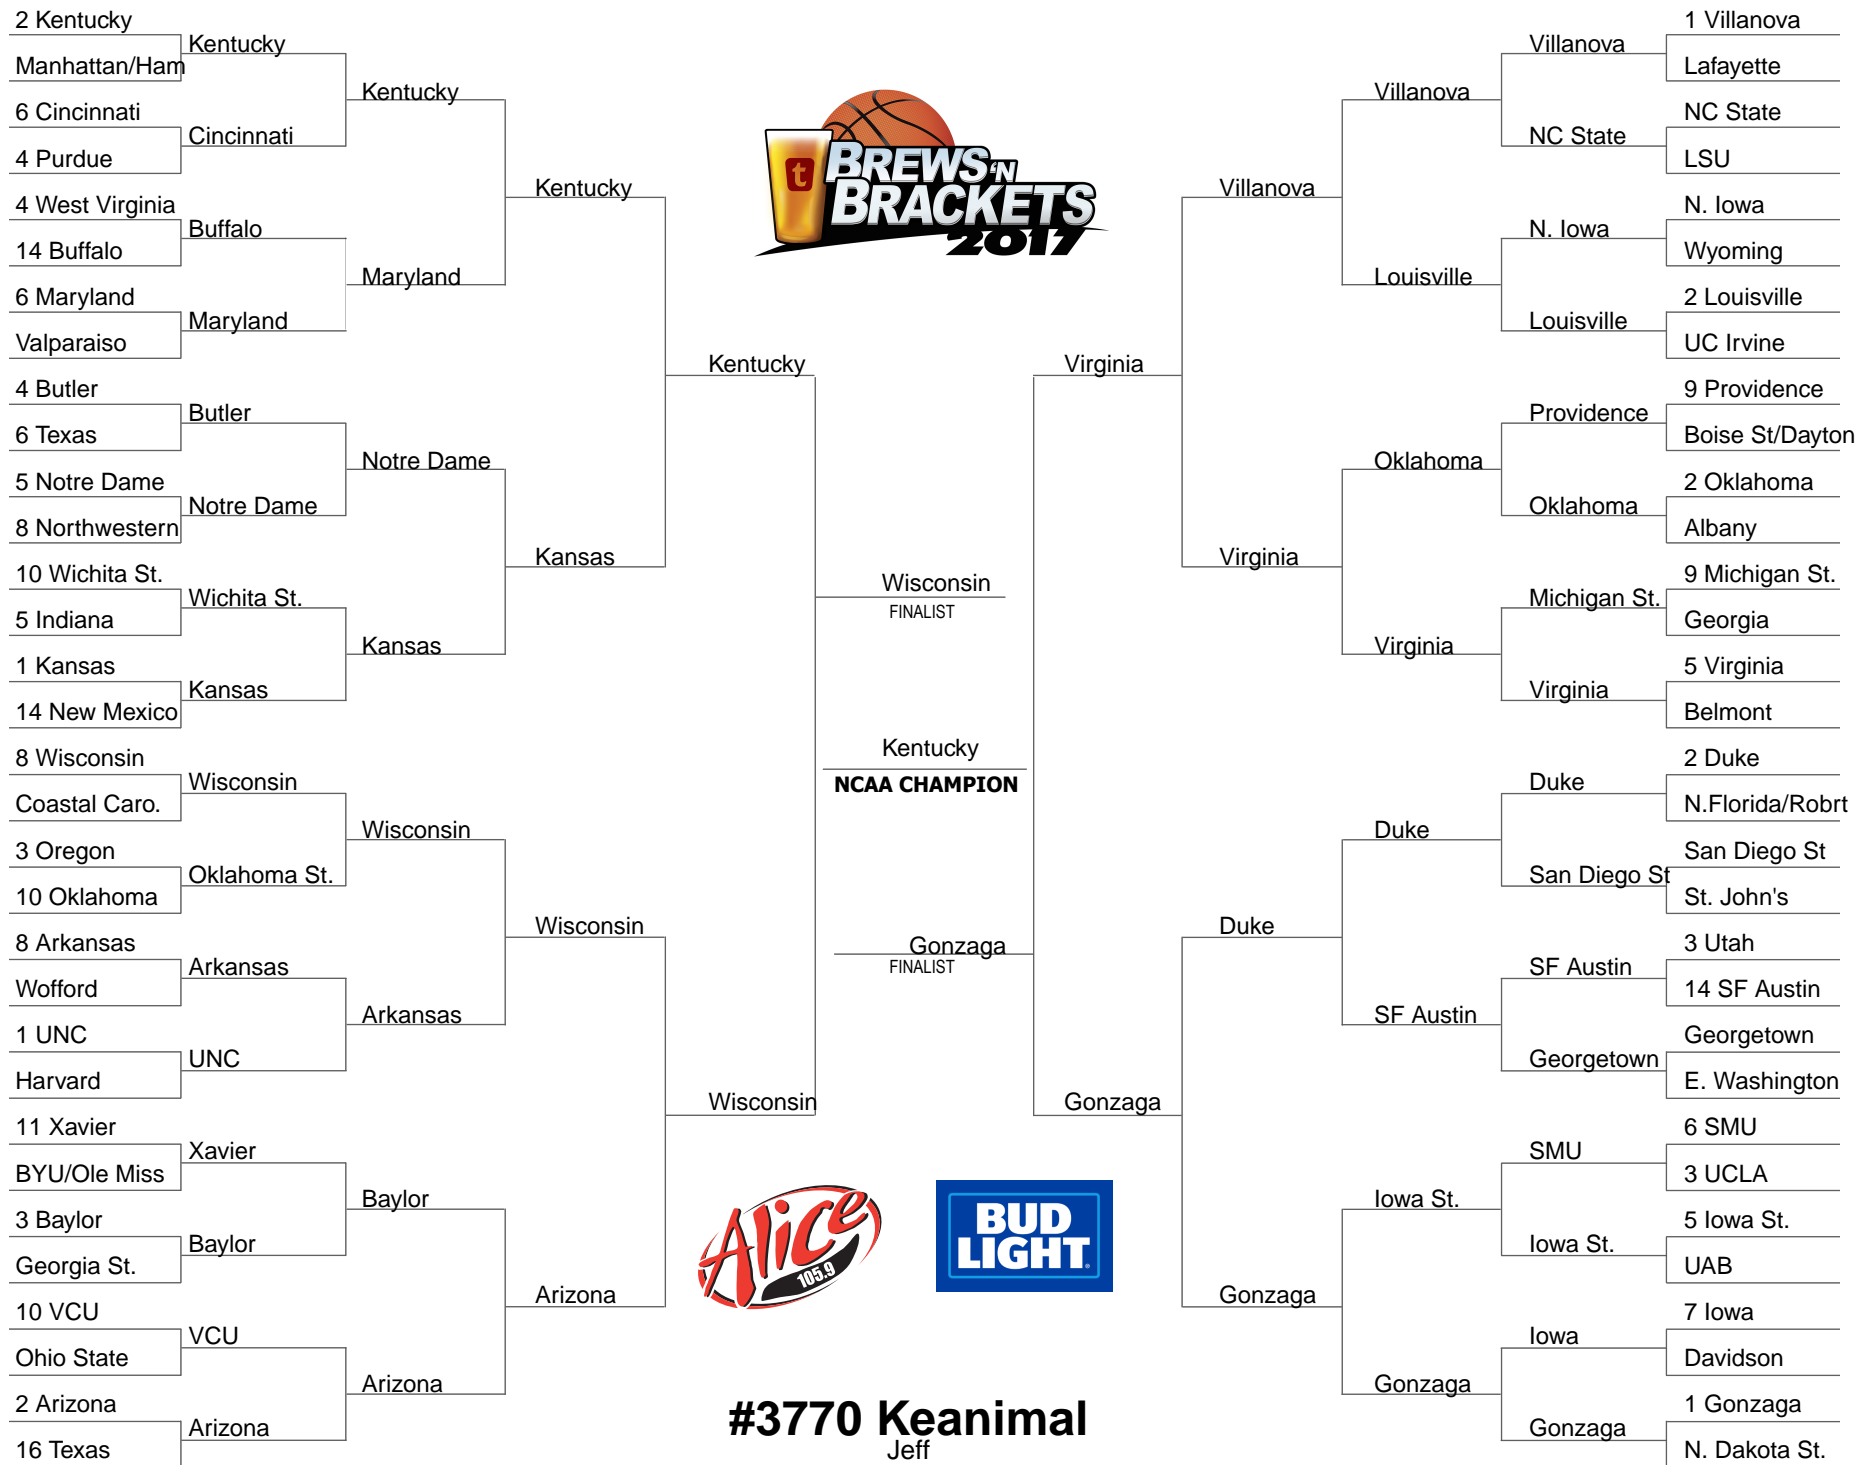 2 Kentucky
Manhattan/Ham
6 Cincinnati
4 Purdue
4 West Virginia
14 Buffalo
6 Maryland
Valparaiso
4 Butler
6 Texas
5 Notre Dame
8 Northwestern
10 Wichita St.
5 Indiana
1 Kansas
14 New Mexico
8 Wisconsin
Coastal Caro.
3 Oregon
10 Oklahoma
8 Arkansas
Wofford
1 UNC
Harvard
11 Xavier
BYU/Ole Miss
3 Baylor
Georgia St.
10 VCU
Ohio State
2 Arizona
16 Texas
Kentucky
Cincinnati
Buffalo
Maryland
Butler
Notre Dame
Wichita St.
Kansas
Wisconsin
Oklahoma St.
Arkansas
UNC
Xavier
Baylor
VCU
Arizona
Kentucky
Maryland
Notre Dame
Kansas
Wisconsin
Arkansas
Baylor
Arizona
Kentucky
Kansas
Wisconsin
Arizona
Kentucky
Wisconsin
t
BREWS 'N
BRACKETS
2017
Wisconsin
FINALIST
Kentucky
NCAA CHAMPION
Gonzaga
FINALIST
Alice
105.9
BUD
LIGHT
#3770 Keanimal
Jeff
Virginia
Gonzaga
Villanova
Virginia
Duke
Gonzaga
Villanova
Louisville
Oklahoma
Virginia
Duke
SF Austin
Iowa St.
Gonzaga
Villanova
NC State
N. Iowa
Louisville
Providence
Oklahoma
Michigan St.
Virginia
Duke
San Diego St
SF Austin
Georgetown
SMU
Iowa St.
Iowa
Gonzaga
1 Villanova
Lafayette
NC State
LSU
N. Iowa
Wyoming
2 Louisville
UC Irvine
9 Providence
Boise St/Dayton
2 Oklahoma
Albany
9 Michigan St.
Georgia
5 Virginia
Belmont
2 Duke
N.Florida/Robrt
San Diego St
St. John's
3 Utah
14 SF Austin
Georgetown
E. Washington
6 SMU
3 UCLA
5 Iowa St.
UAB
7 Iowa
Davidson
1 Gonzaga
N. Dakota St.